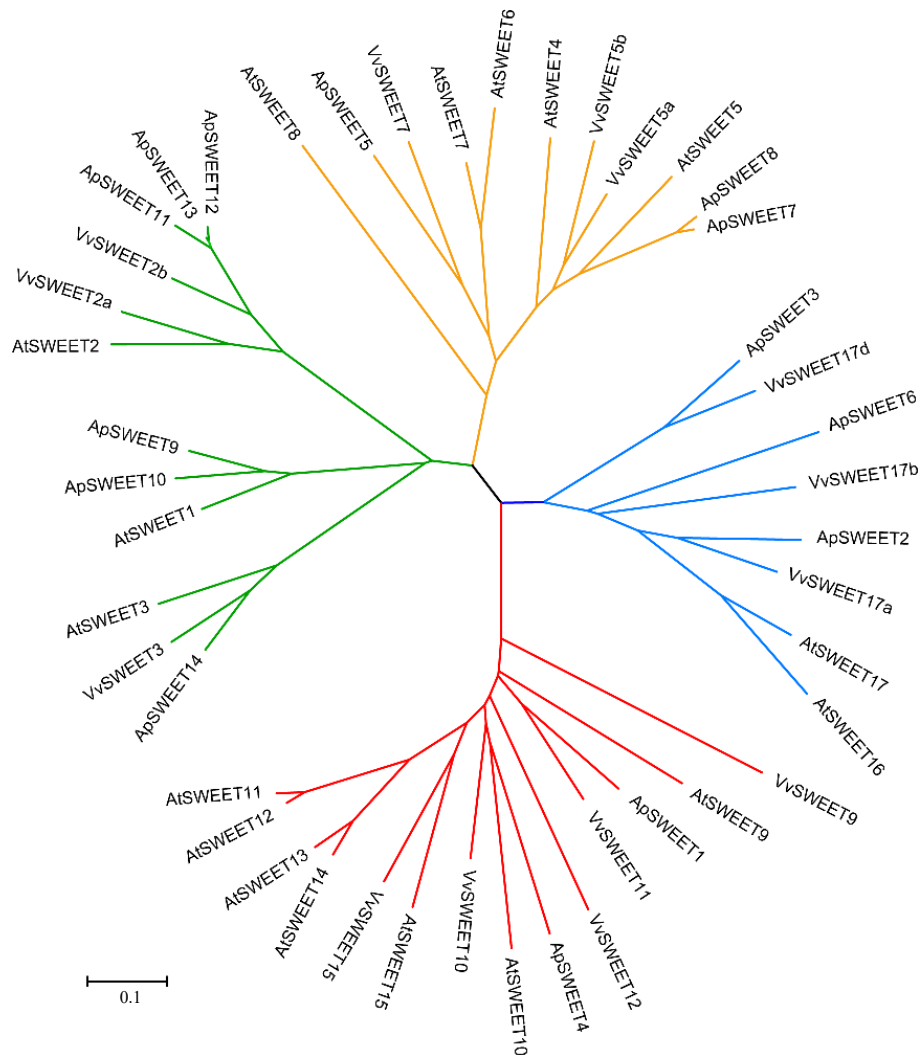 AtSWEET8
ApSWEET5
VvSWEET7
AtSWEET7
AtSWEET6
AtSWEET4
VvSWEET5b
VvSWEET5a
AtSWEET5
ApSWEET8
ApSWEET7
ApSWEET3
VvSWEET17d
ApSWEET6
VvSWEET17b
ApSWEET2
VvSWEET17a
AtSWEET17
AtSWEET16
VvSWEET9
AtSWEET9
ApSWEET1
VvSWEET11
VvSWEET12
ApSWEET4
AtSWEET10
VvSWEET10
AtSWEET15
VvSWEET15
AtSWEET14
AtSWEET13
AtSWEET12
AtSWEET11
ApSWEET14
VvSWEET3
AtSWEET3
AtSWEET1
ApSWEET10
ApSWEET9
AtSWEET2
VvSWEET2a
VvSWEET2b
ApSWEET11
ApSWEET13
ApSWEET12
0.1